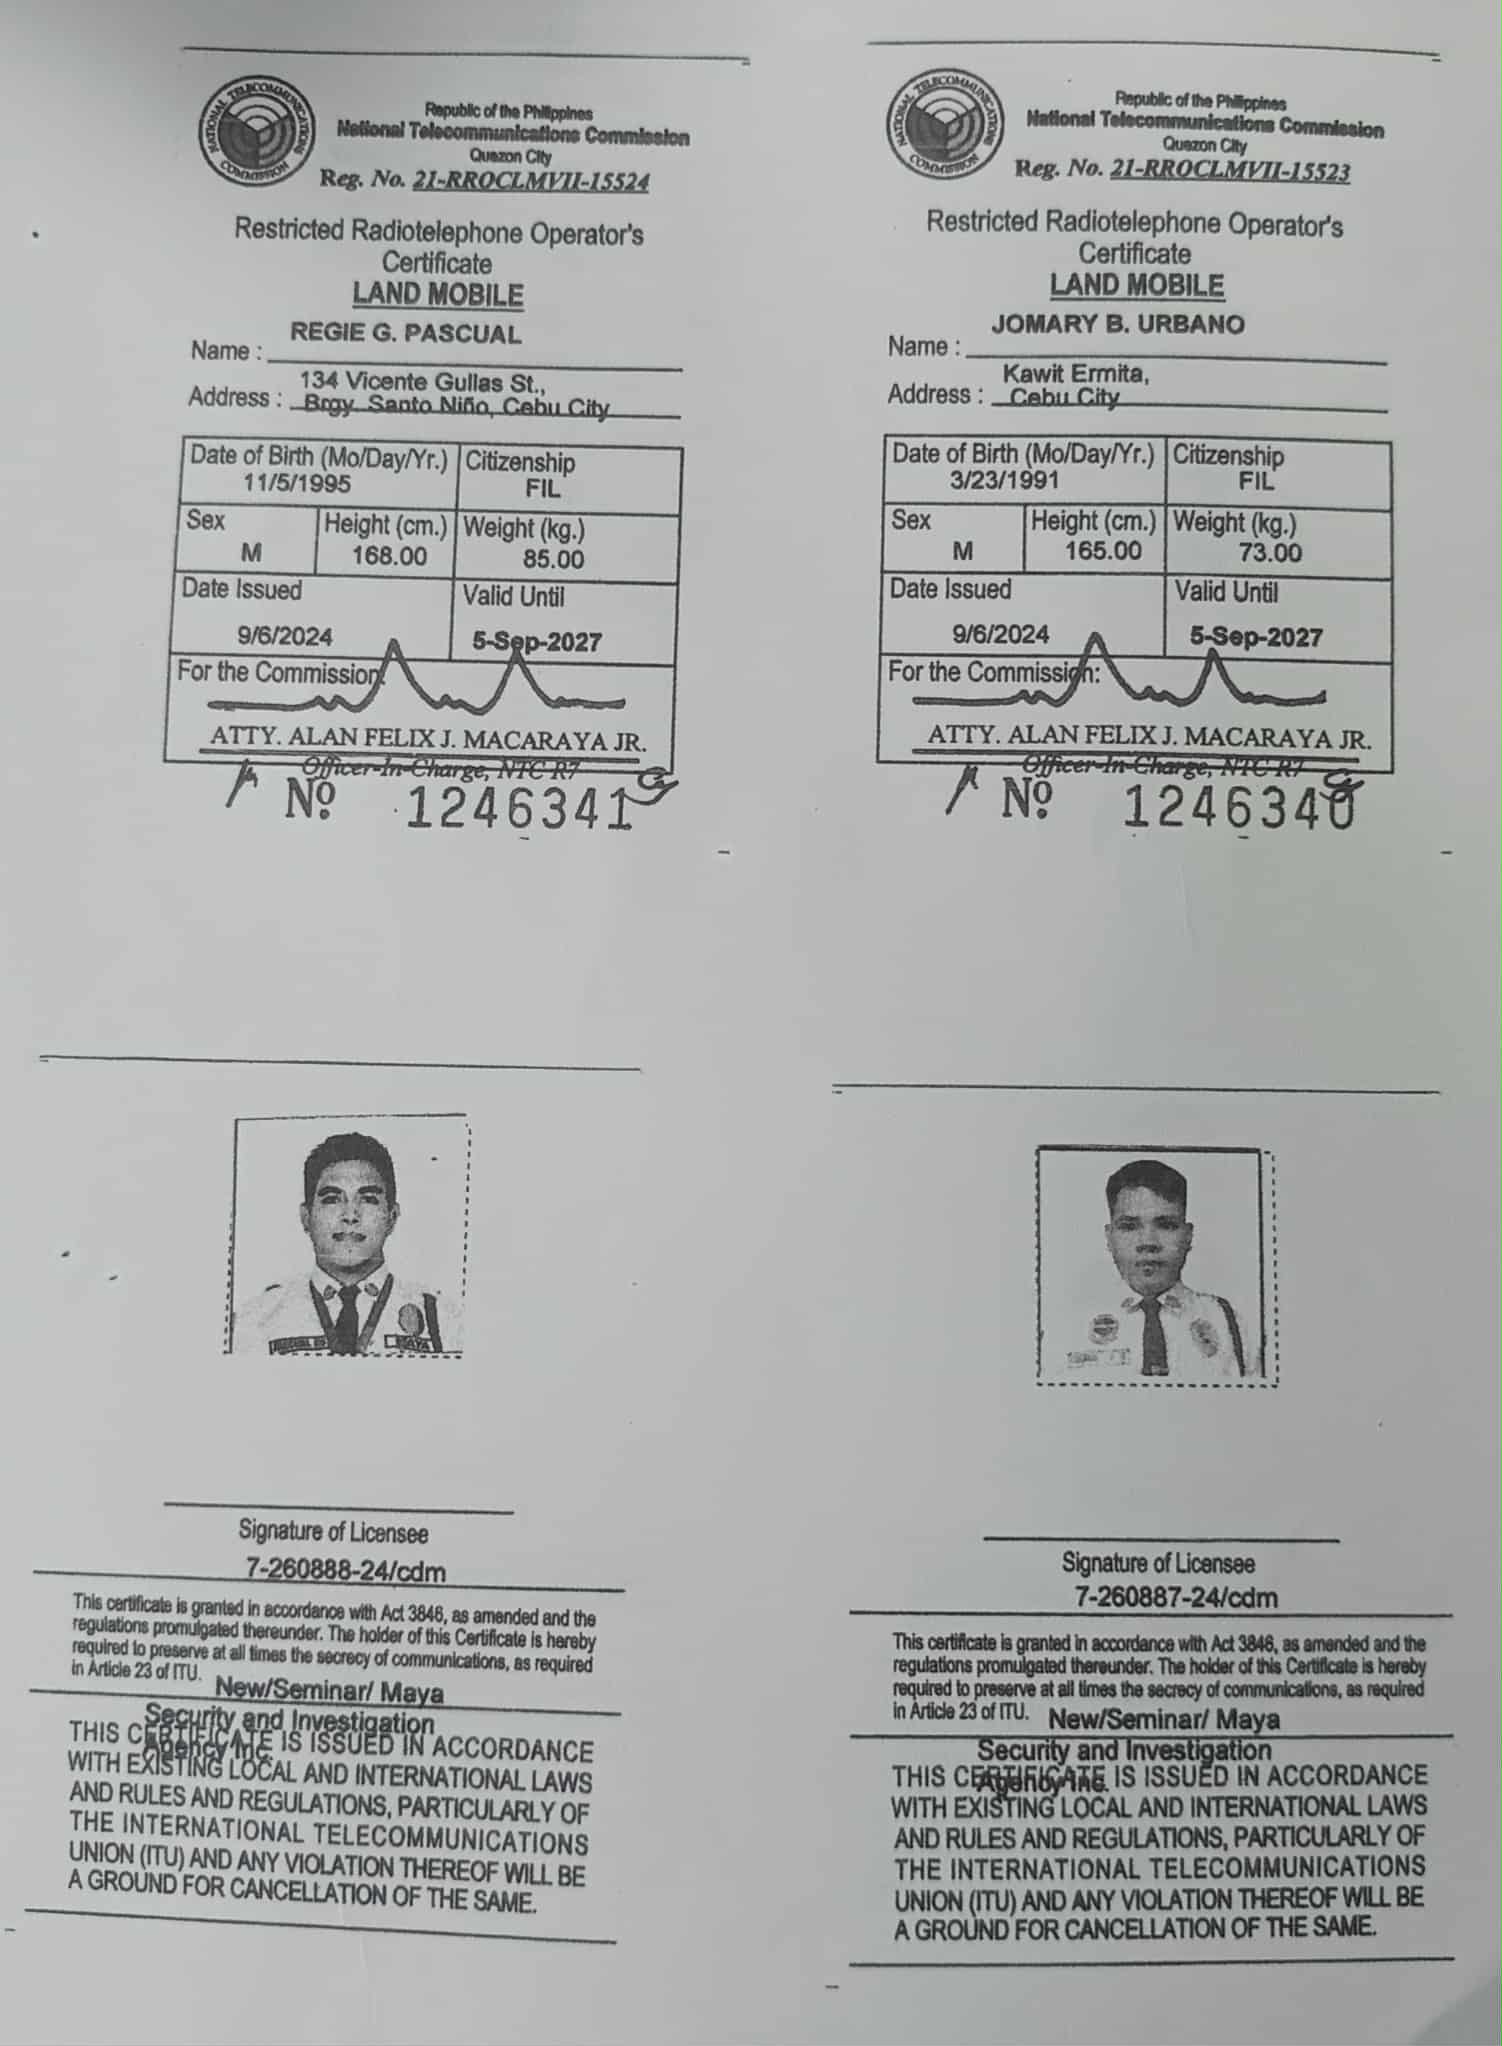 NATIONAL TELECOMMUNICATIONS COMMISSION
Republic of the Philippines
National Telecommunications Commission
Quezon City
Reg. No. 21-RROCLMVII-15524
Restricted Radiotelephone Operator's
Certificate
LAND MOBILE
REGIE G. PASCUAL
Name :
134 Vicente Gullas St.,
Address : Brgy. Santo Niño, Cebu City
Date of Birth (Mo/Day/Yr.) Citizenship
11/5/1995 FIL
Sex Height (cm.) Weight (kg.)
M 168.00 85.00
Date Issued Valid Until
9/6/2024 5-Sep-2027
For the Commission:
ATTY. ALAN FELIX J. MACARAYA JR.
Officer-In-Charge, NTC R7
Nº 1246341
NATIONAL TELECOMMUNICATIONS COMMISSION
Republic of the Philippines
National Telecommunications Commission
Quezon City
Reg. No. 21-RROCLMVII-15523
Restricted Radiotelephone Operator's
Certificate
LAND MOBILE
JOMARY B. URBANO
Name :
Kawit Ermita,
Address : Cebu City
Date of Birth (Mo/Day/Yr.) Citizenship
3/23/1991 FIL
Sex Height (cm.) Weight (kg.)
M 165.00 73.00
Date Issued Valid Until
9/6/2024 5-Sep-2027
For the Commission:
ATTY. ALAN FELIX J. MACARAYA JR.
Officer-In-Charge, NTC R7
Nº 1246340
MAYA
Signature of Licensee
7-260888-24/cdm
This certificate is granted in accordance with Act 3846, as amended and the
regulations promulgated thereunder. The holder of this Certificate is hereby
required to preserve at all times the secrecy of communications, as required
in Article 23 of ITU. New/Seminar/ Maya
Security and Investigation
Agency Inc.
THIS CERTIFICATE IS ISSUED IN ACCORDANCE
WITH EXISTING LOCAL AND INTERNATIONAL LAWS
AND RULES AND REGULATIONS, PARTICULARLY OF
THE INTERNATIONAL TELECOMMUNICATIONS
UNION (ITU) AND ANY VIOLATION THEREOF WILL BE
A GROUND FOR CANCELLATION OF THE SAME.
Signature of Licensee
7-260887-24/cdm
This certificate is granted in accordance with Act 3846, as amended and the
regulations promulgated thereunder. The holder of this Certificate is hereby
required to preserve at all times the secrecy of communications, as required
in Article 23 of ITU. New/Seminar/ Maya
Security and Investigation
Agency Inc.
THIS CERTIFICATE IS ISSUED IN ACCORDANCE
WITH EXISTING LOCAL AND INTERNATIONAL LAWS
AND RULES AND REGULATIONS, PARTICULARLY OF
THE INTERNATIONAL TELECOMMUNICATIONS
UNION (ITU) AND ANY VIOLATION THEREOF WILL BE
A GROUND FOR CANCELLATION OF THE SAME.